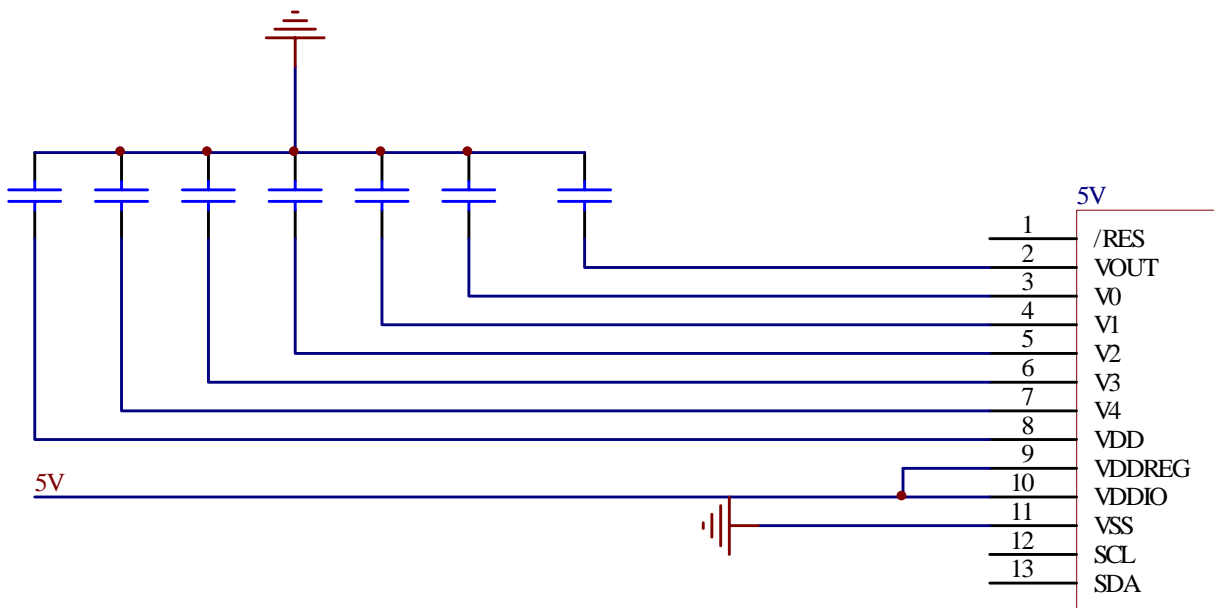 5V
1 /RES
2 VOUT
3 V0
4 V1
5 V2
6 V3
7 V4
8 VDD
9 VDDREG
5V
10 VDDIO
11 VSS
12 SCL
13 SDA